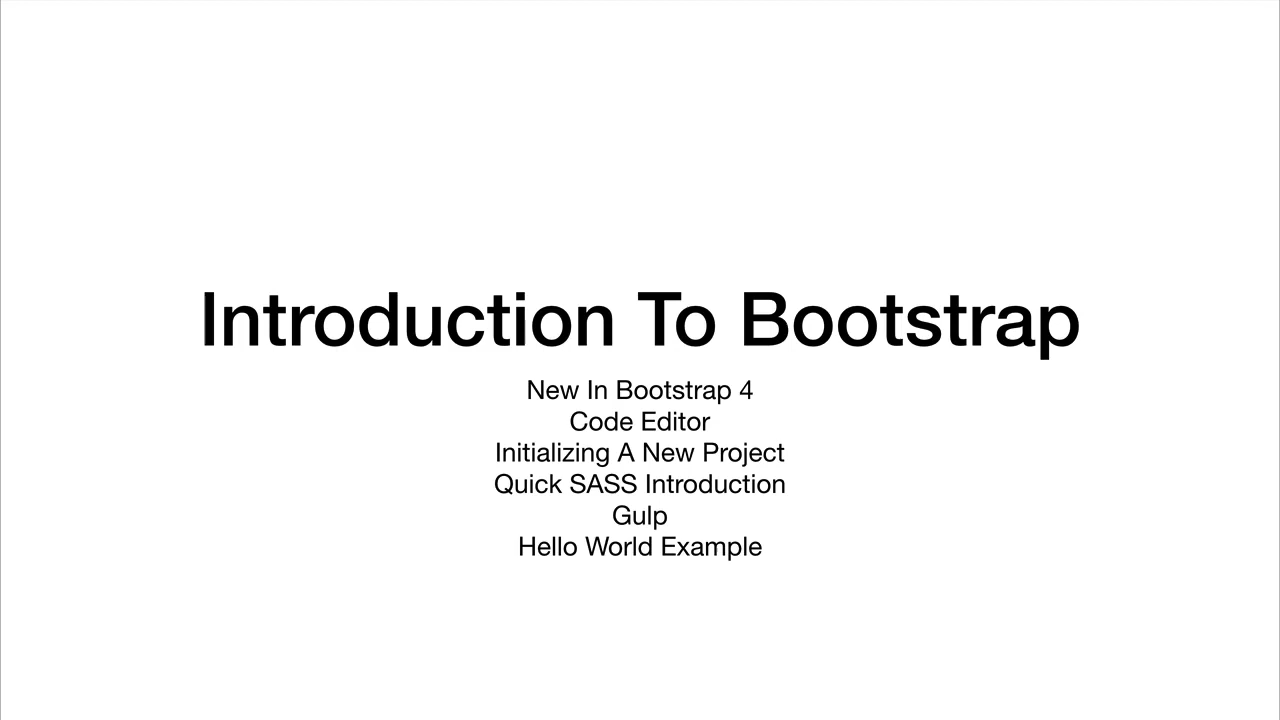 Introduction To Bootstrap
New In Bootstrap 4
Code Editor
Initializing A New Project
Quick SASS Introduction
Gulp
Hello World Example